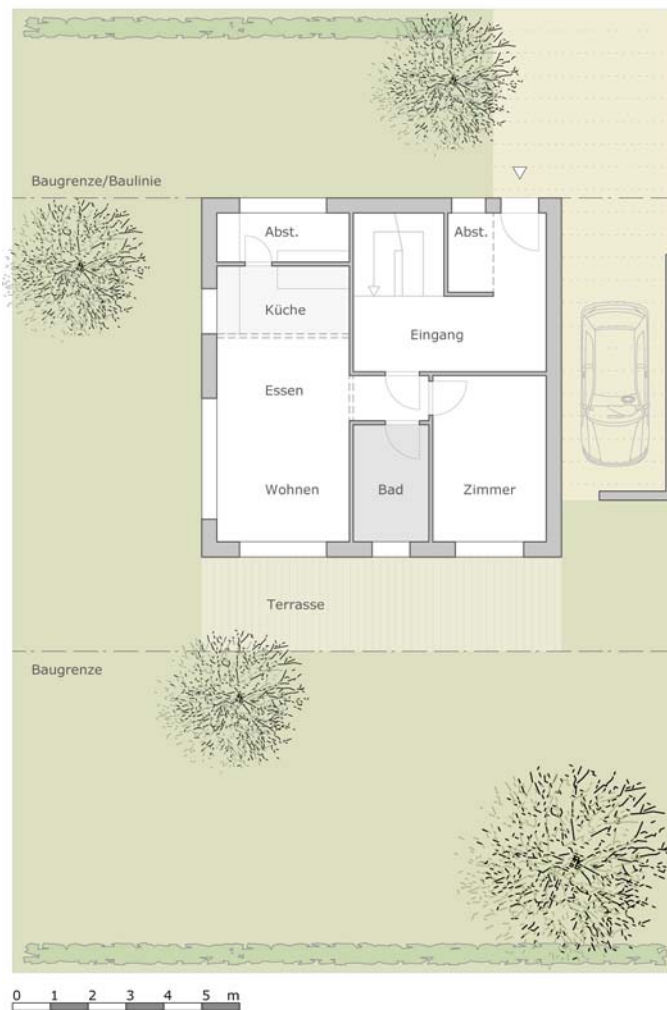 Baugrenze/Baulinie
Abst.
Abst.
Küche
Eingang
Essen
Wohnen
Bad
Zimmer
Terrasse
Baugrenze
0 1 2 3 4 5 m